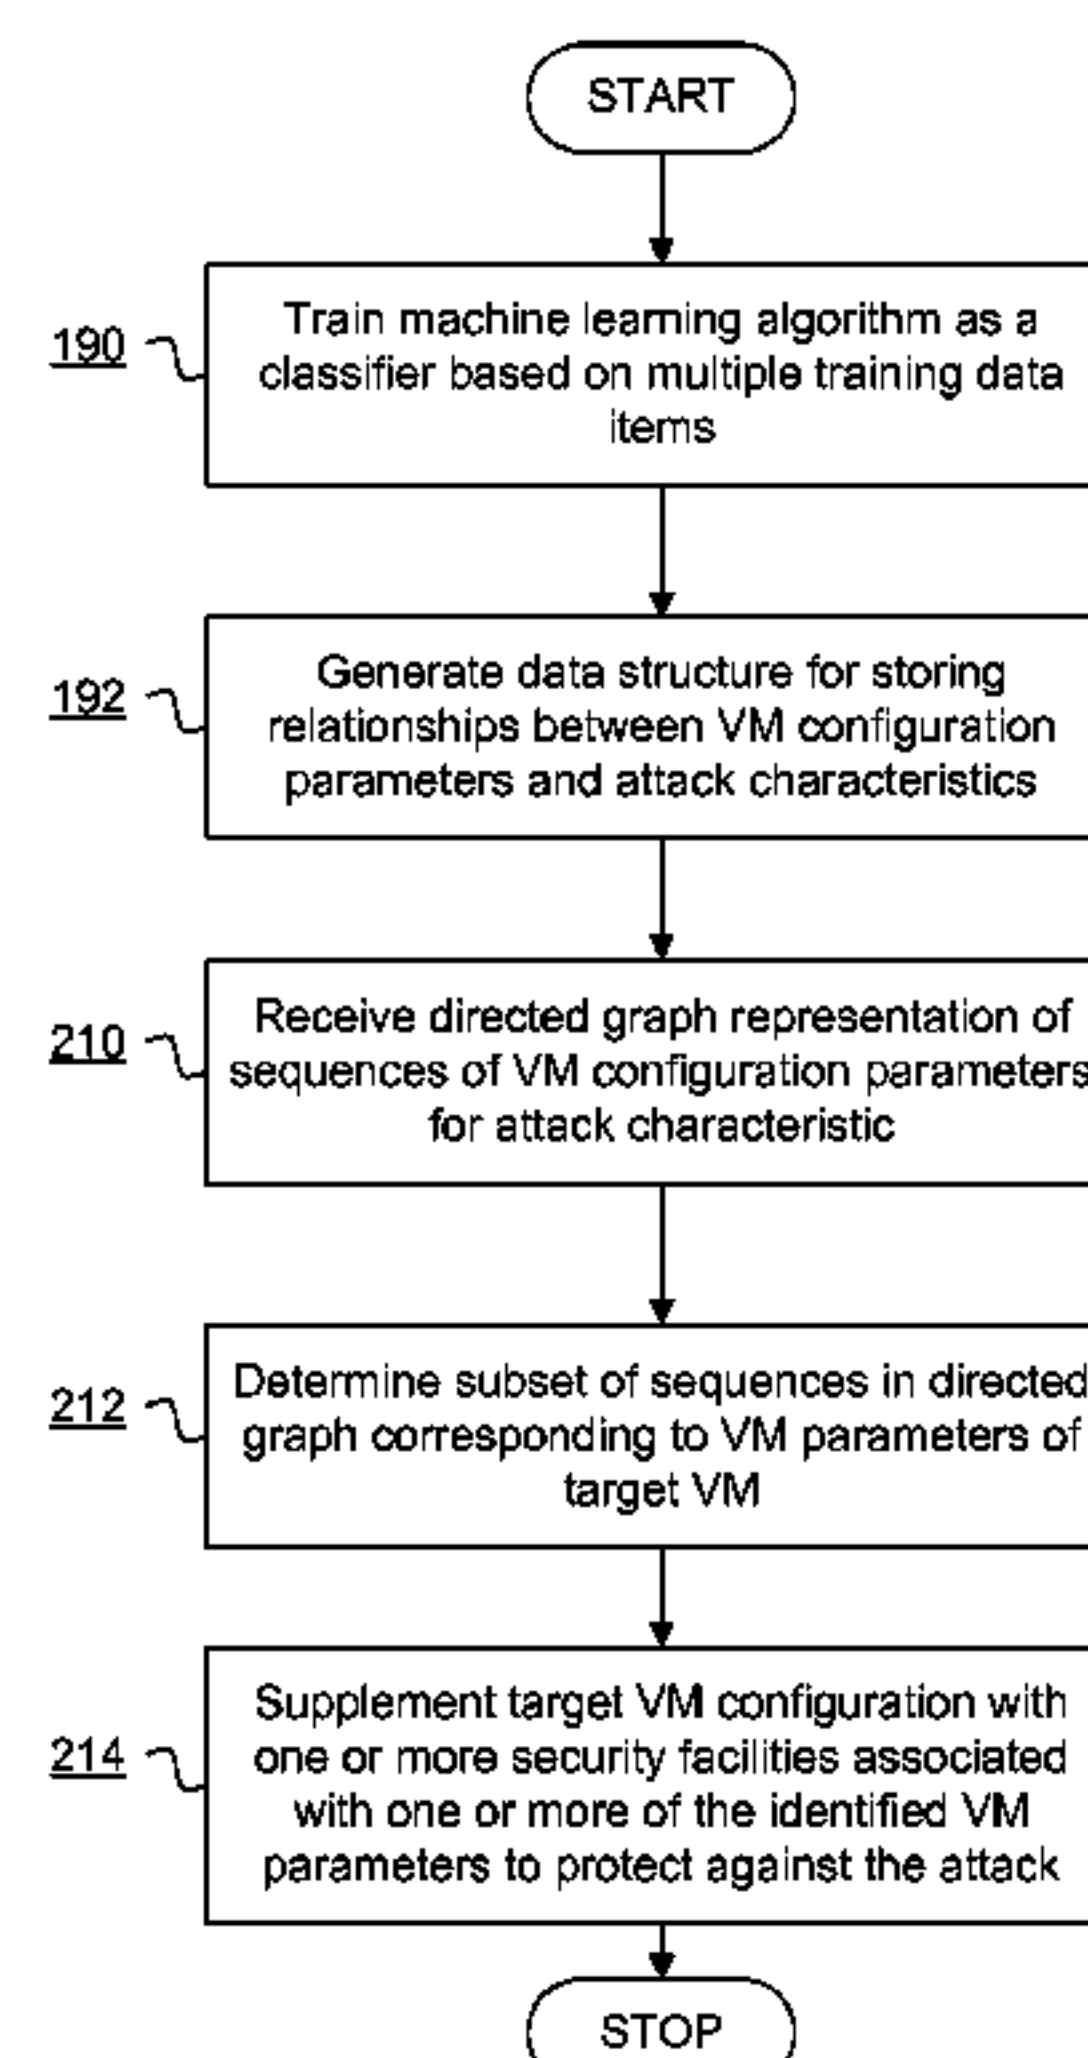 START
190
Train machine learning algorithm as a
classifier based on multiple training data
items
192
Generate data structure for storing
relationships between VM configuration
parameters and attack characteristics
210
Receive directed graph representation of
sequences of VM configuration parameters
for attack characteristic
212
Determine subset of sequences in directed
graph corresponding to VM parameters of
target VM
214
Supplement target VM configuration with
one or more security facilities associated
with one or more of the identified VM
parameters to protect against the attack
STOP